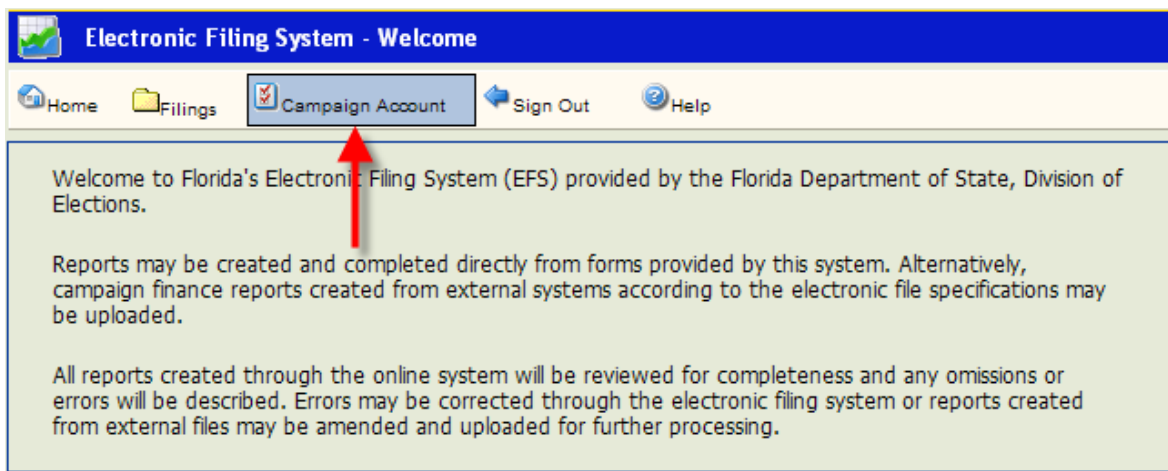 Electronic Filing System - Welcome
Home Filings Campaign Account Sign Out Help
Welcome to Florida's Electronic Filing System (EFS) provided by the Florida Department of State, Division of
Elections.
Reports may be created and completed directly from forms provided by this system. Alternatively,
campaign finance reports created from external systems according to the electronic file specifications may
be uploaded.
All reports created through the online system will be reviewed for completeness and any omissions or
errors will be described. Errors may be corrected through the electronic filing system or reports created
from external files may be amended and uploaded for further processing.